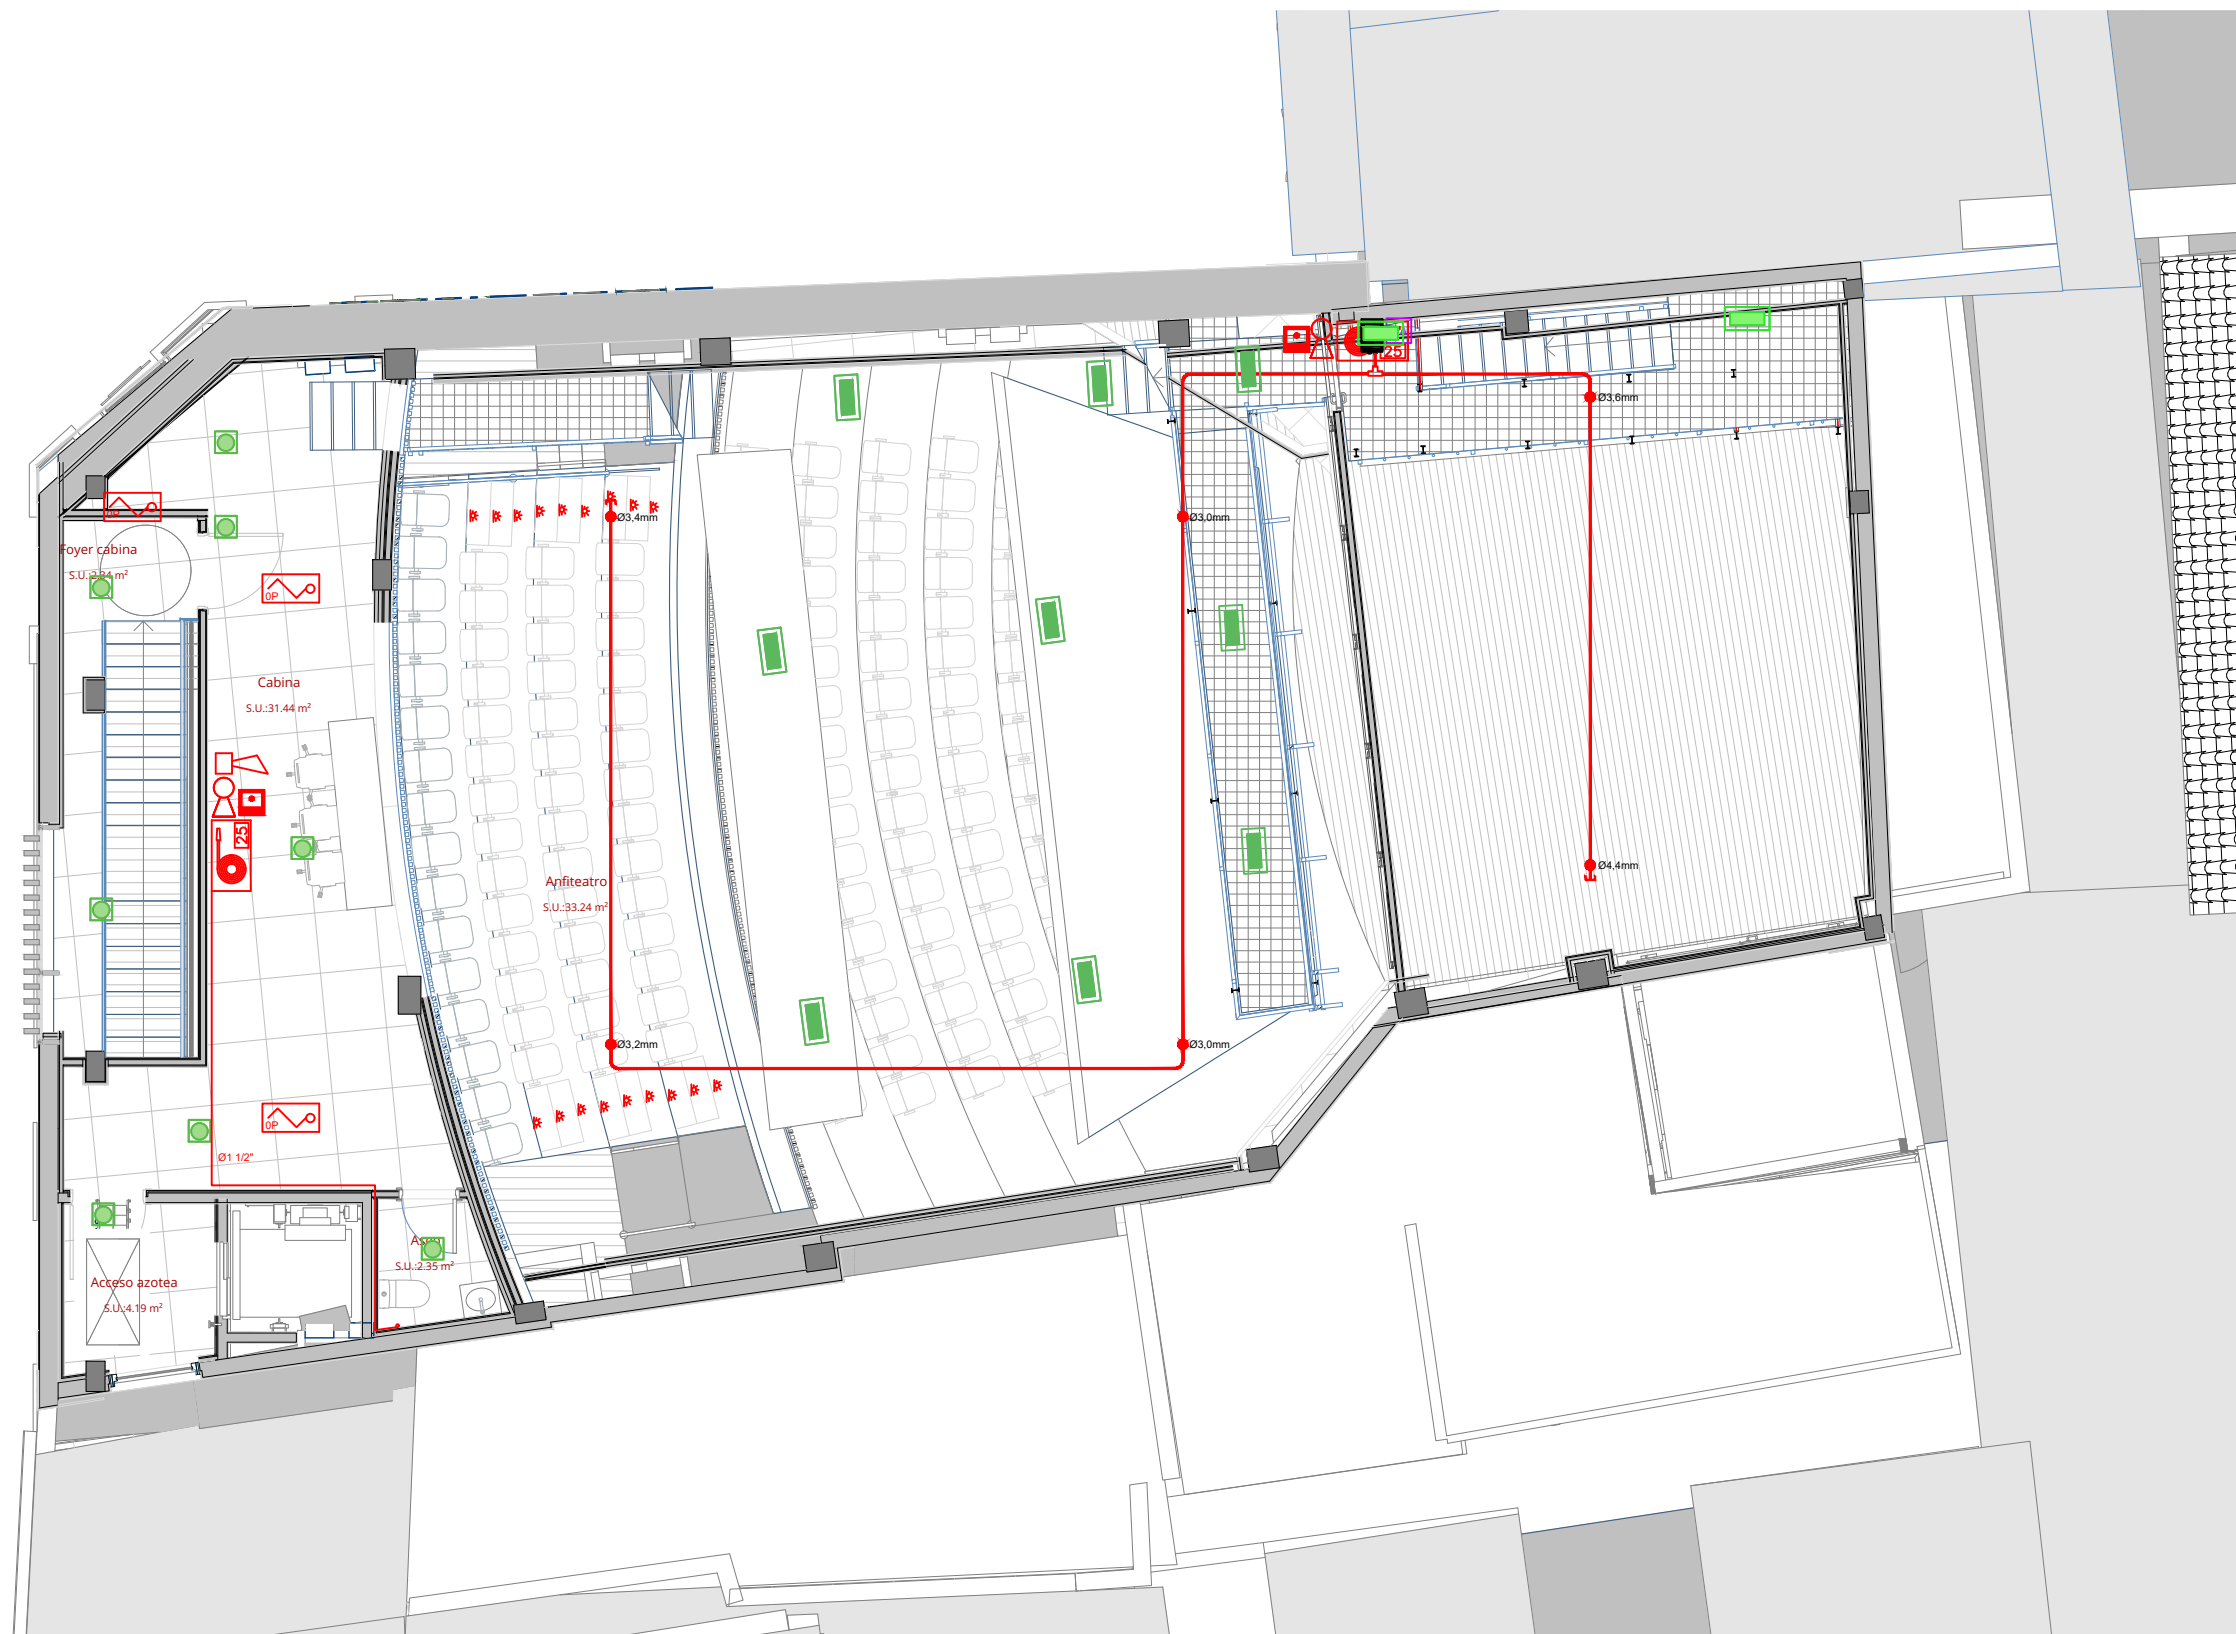 25
Ø3,6mm
Ø3,4mm
Ø3,0mm
0P
Foyer cabina
S.U.:2.34 m²
0P
Cabina
S.U.:31.44 m²
25
Ø4,4mm
Anfiteatro
S.U.:33.24 m²
Ø3,2mm
Ø3,0mm
0P
Ø1 1/2"
S.U.:2.35 m²
Acceso azotea
S.U.:4.19 m²